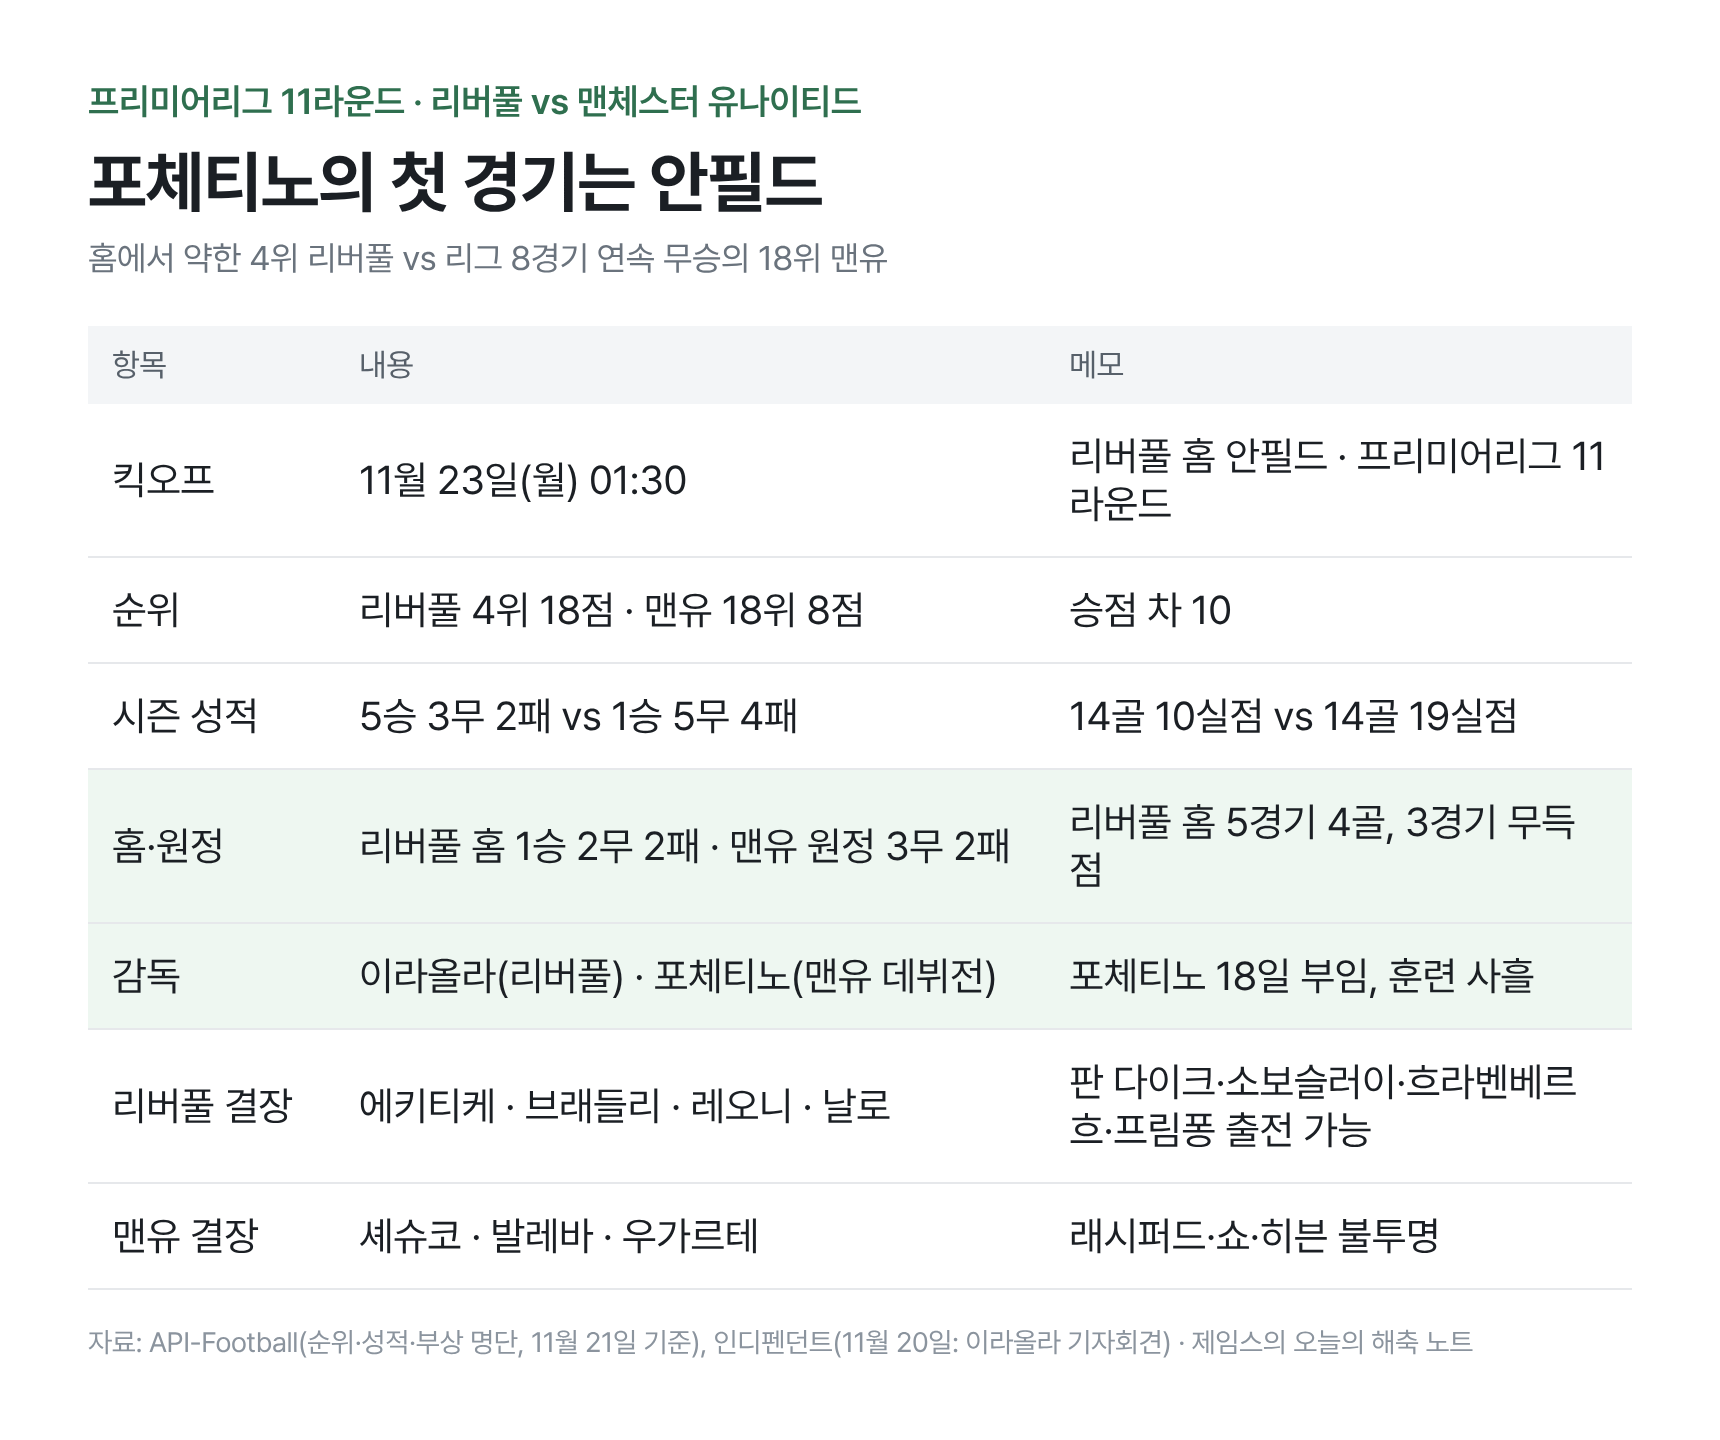 프리미어리그 11라운드 · 리버풀 vs 맨체스터 유나이티드
포체티노의 첫 경기는 안필드
홈에서 약한 4위 리버풀 vs 리그 8경기 연속 무승의 18위 맨유
항목 내용 메모
킥오프 11월 23일(월) 01:30 리버풀 홈 안필드 · 프리미어리그 11
라운드
순위 리버풀 4위 18점 · 맨유 18위 8점 승점 차 10
시즌 성적 5승 3무 2패 vs 1승 5무 4패 14골 10실점 vs 14골 19실점
홈·원정 리버풀 홈 1승 2무 2패 · 맨유 원정 3무 2패 리버풀 홈 5경기 4골, 3경기 무득
점
감독 이라올라(리버풀) · 포체티노(맨유 데뷔전) 포체티노 18일 부임, 훈련 사흘
리버풀 결장 에키티케 · 브래들리 · 레오니 · 날로 판 다이크·소보슬러이·흐라벤베르
흐·프림퐁 출전 가능
맨유 결장 셰슈코 · 발레바 · 우가르테 래시퍼드·쇼·히븐 불투명
자료: API-Football(순위·성적·부상 명단, 11월 21일 기준), 인디펜던트(11월 20일: 이라올라 기자회견) · 제임스의 오늘의 해축 노트